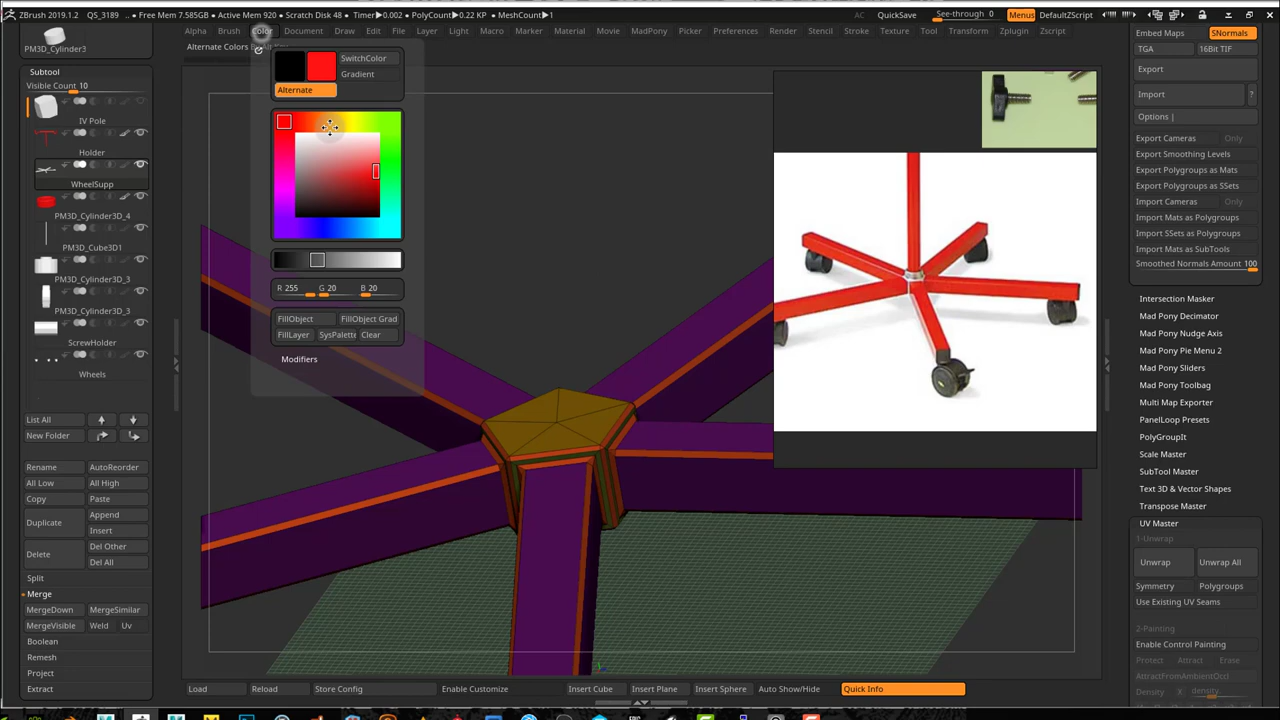 ZBrush 2019.1.2 QS_3189 .. Free Mem 7.585GB • Active Mem 920 • Scratch Disk 48 • Timer▶0.002 • PolyCount▶0.22 KP • MeshCount▶1
AC QuickSave See-through 0 Menus DefaultZScript
Alpha Brush Color Document Draw Edit File Layer Light Macro Marker Material Movie MadPony Picker Preferences Render Stencil Stroke Texture Tool Transform Zplugin Zscript
Alternate Colors
PM3D_Cylinder3
Subtool
Visible Count 10
IV Pole
Holder
WheelSupp
PM3D_Cylinder3D_4
PM3D_Cube3D1
PM3D_Cylinder3D_3
PM3D_Cylinder3D_3
ScrewHolder
Wheels
List All
New Folder
Rename AutoReorder
All Low All High
Copy Paste
Duplicate Append
Insert
Delete Del Other
Del All
Split
Merge
MergeDown MergeSimilar
MergeVisible Weld Uv
Boolean
Remesh
Project
Extract
SwitchColor
Gradient
Alternate
R 255 G 20 B 20
FillObject FillObject Grad
FillLayer SysPalette Clear
Modifiers
Load Reload Store Config Enable Customize Insert Cube Insert Plane Insert Sphere Auto Show/Hide Quick Info
Embed Maps SNormals
TGA 16Bit TIF
Export
Import ?
Options |
Export Cameras Only
Export Smoothing Levels
Export Polygroups as Mats
Export Polygroups as SSets
Import Cameras Only
Import Mats as Polygroups
Import SSets as Polygroups
Import Mats as SubTools
Smoothed Normals Amount 100
Intersection Masker
Mad Pony Decimator
Mad Pony Nudge Axis
Mad Pony Pie Menu 2
Mad Pony Sliders
Mad Pony Toolbag
Multi Map Exporter
PanelLoop Presets
PolyGroupIt
Scale Master
SubTool Master
Text 3D & Vector Shapes
Transpose Master
UV Master
1-Unwrap
Unwrap Unwrap All
Symmetry Polygroups
Use Existing UV Seams
2-Painting
Enable Control Painting
Protect Attract Erase
AttractFromAmbientOccl
Density X density